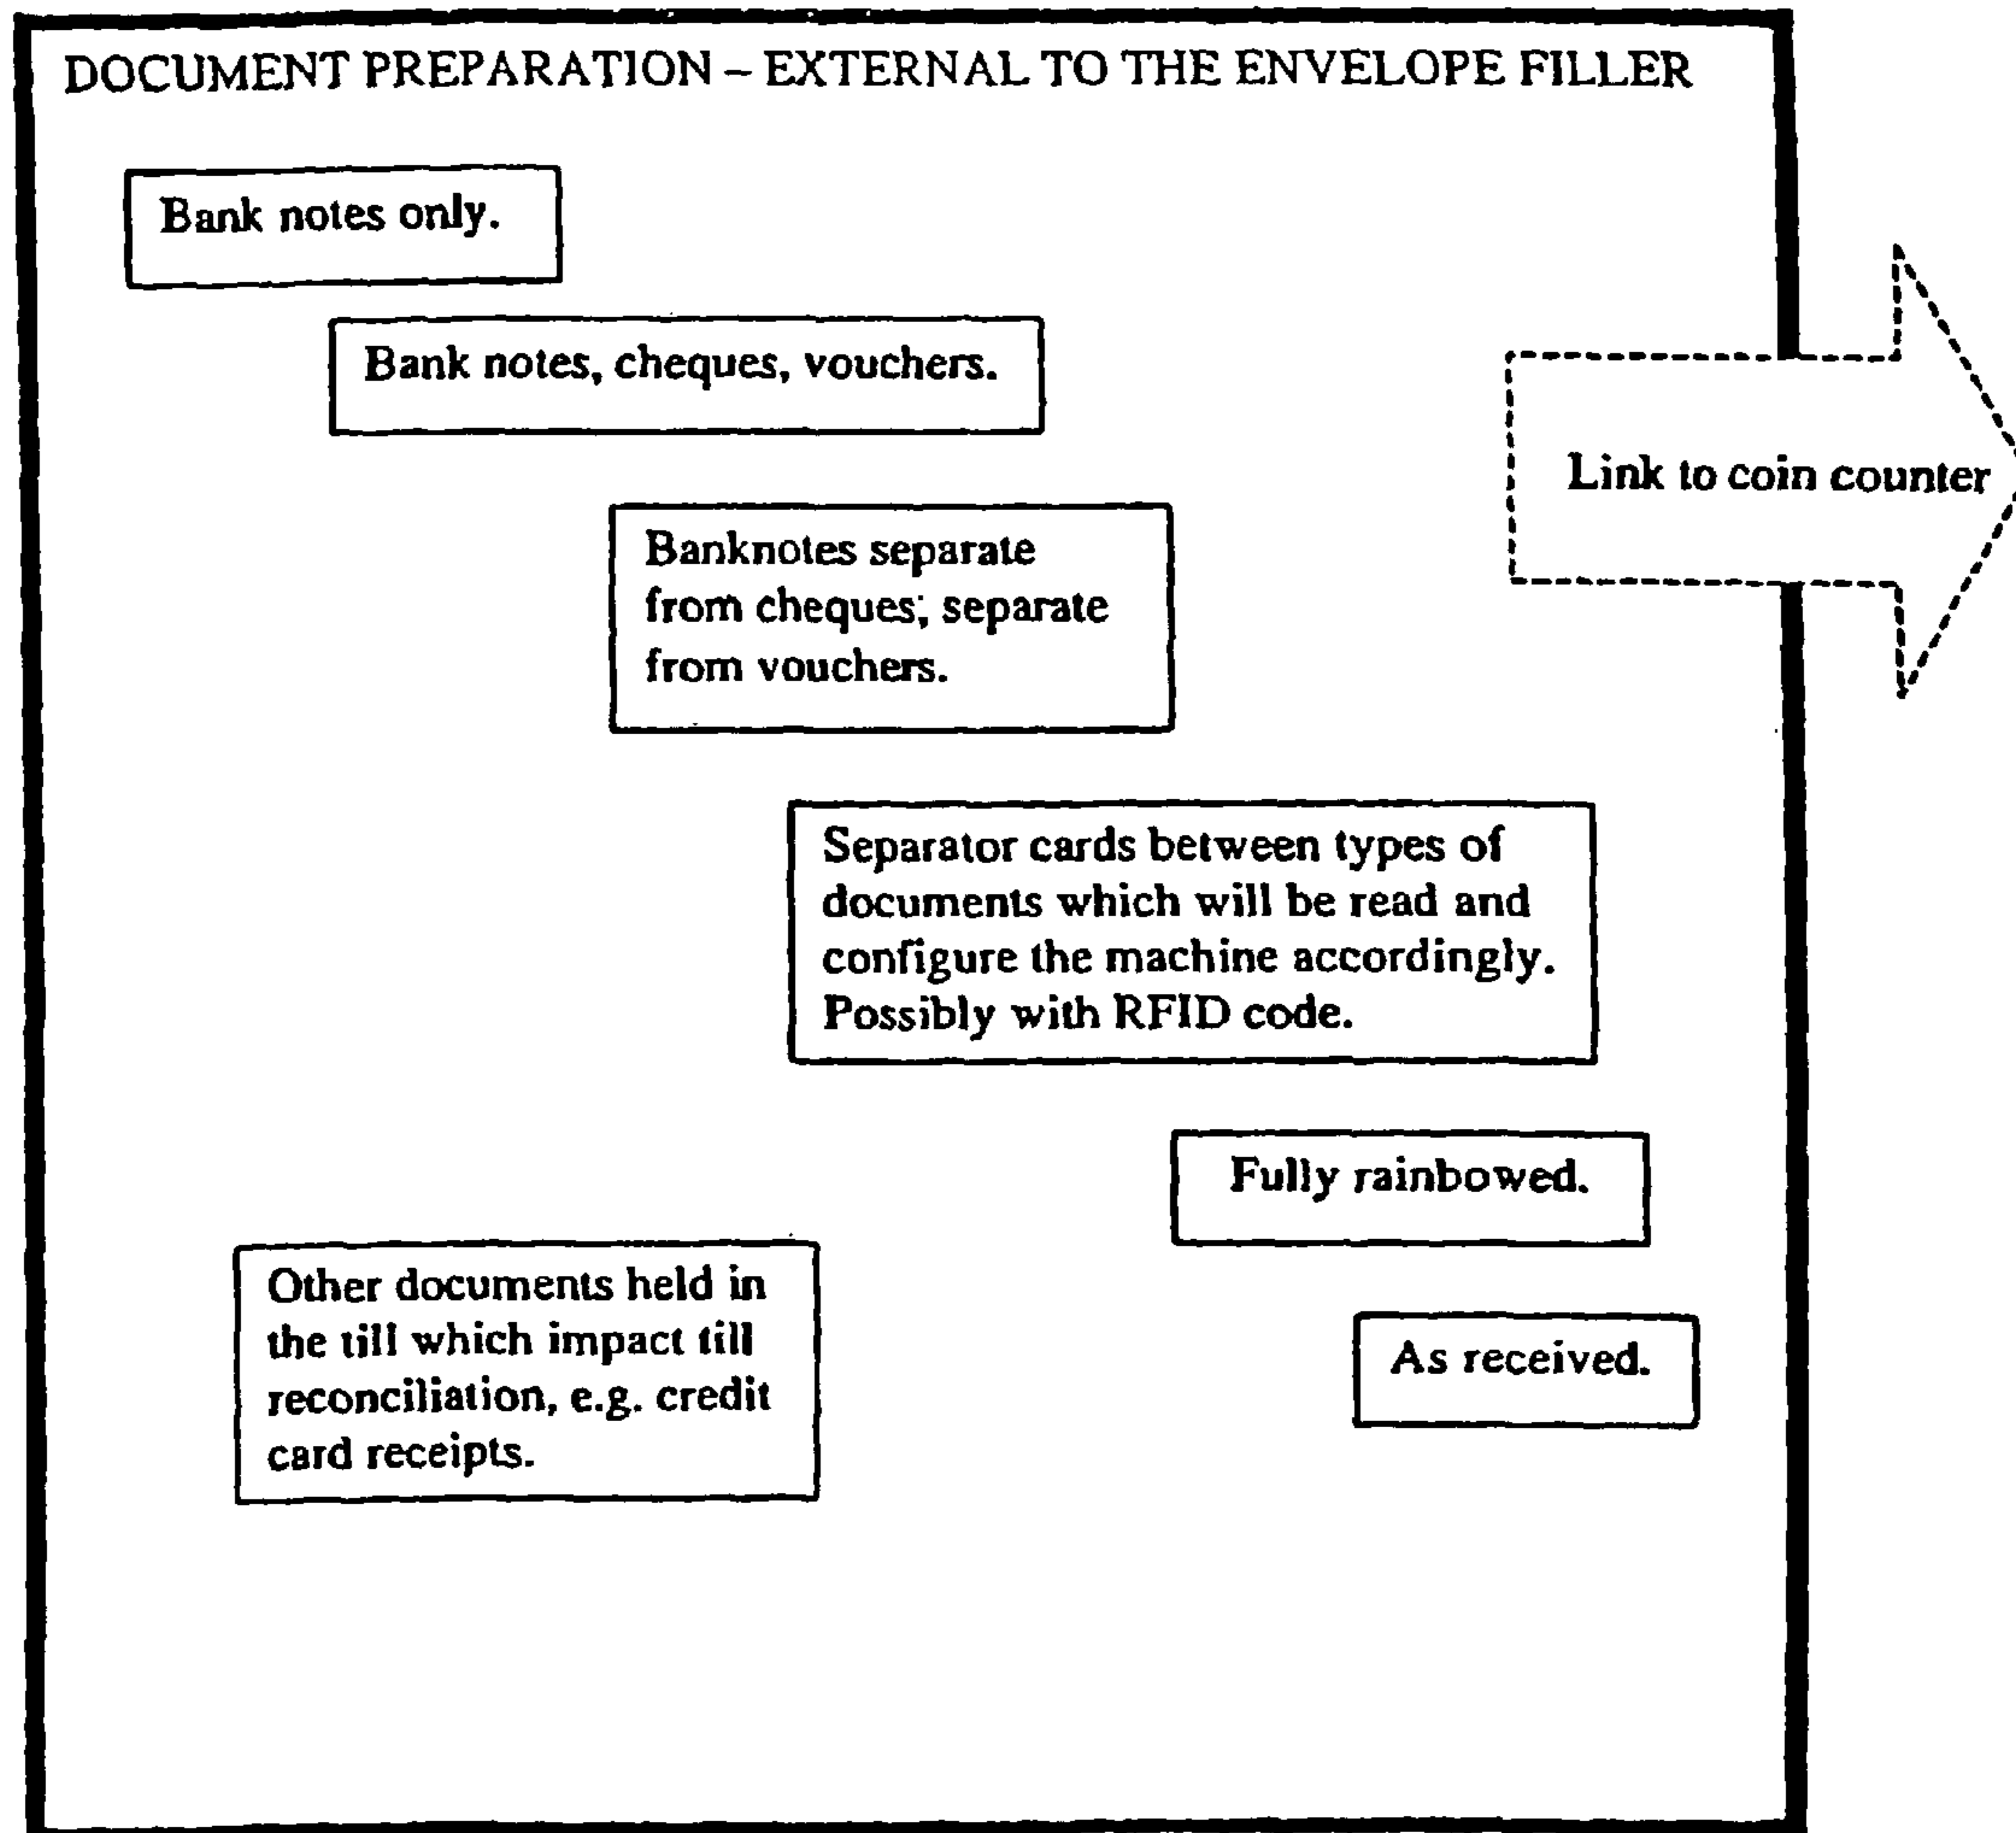 DOCUMENT PREPARATION – EXTERNAL TO THE ENVELOPE FILLER
Bank notes only.
Bank notes, cheques, vouchers.
Link to coin counter
Banknotes separate
from cheques; separate
from vouchers.
Separator cards between types of
documents which will be read and
configure the machine accordingly.
Possibly with RFID code.
Fully rainbowed.
Other documents held in
the till which impact till
reconciliation, e.g. credit
card receipts.
As received.